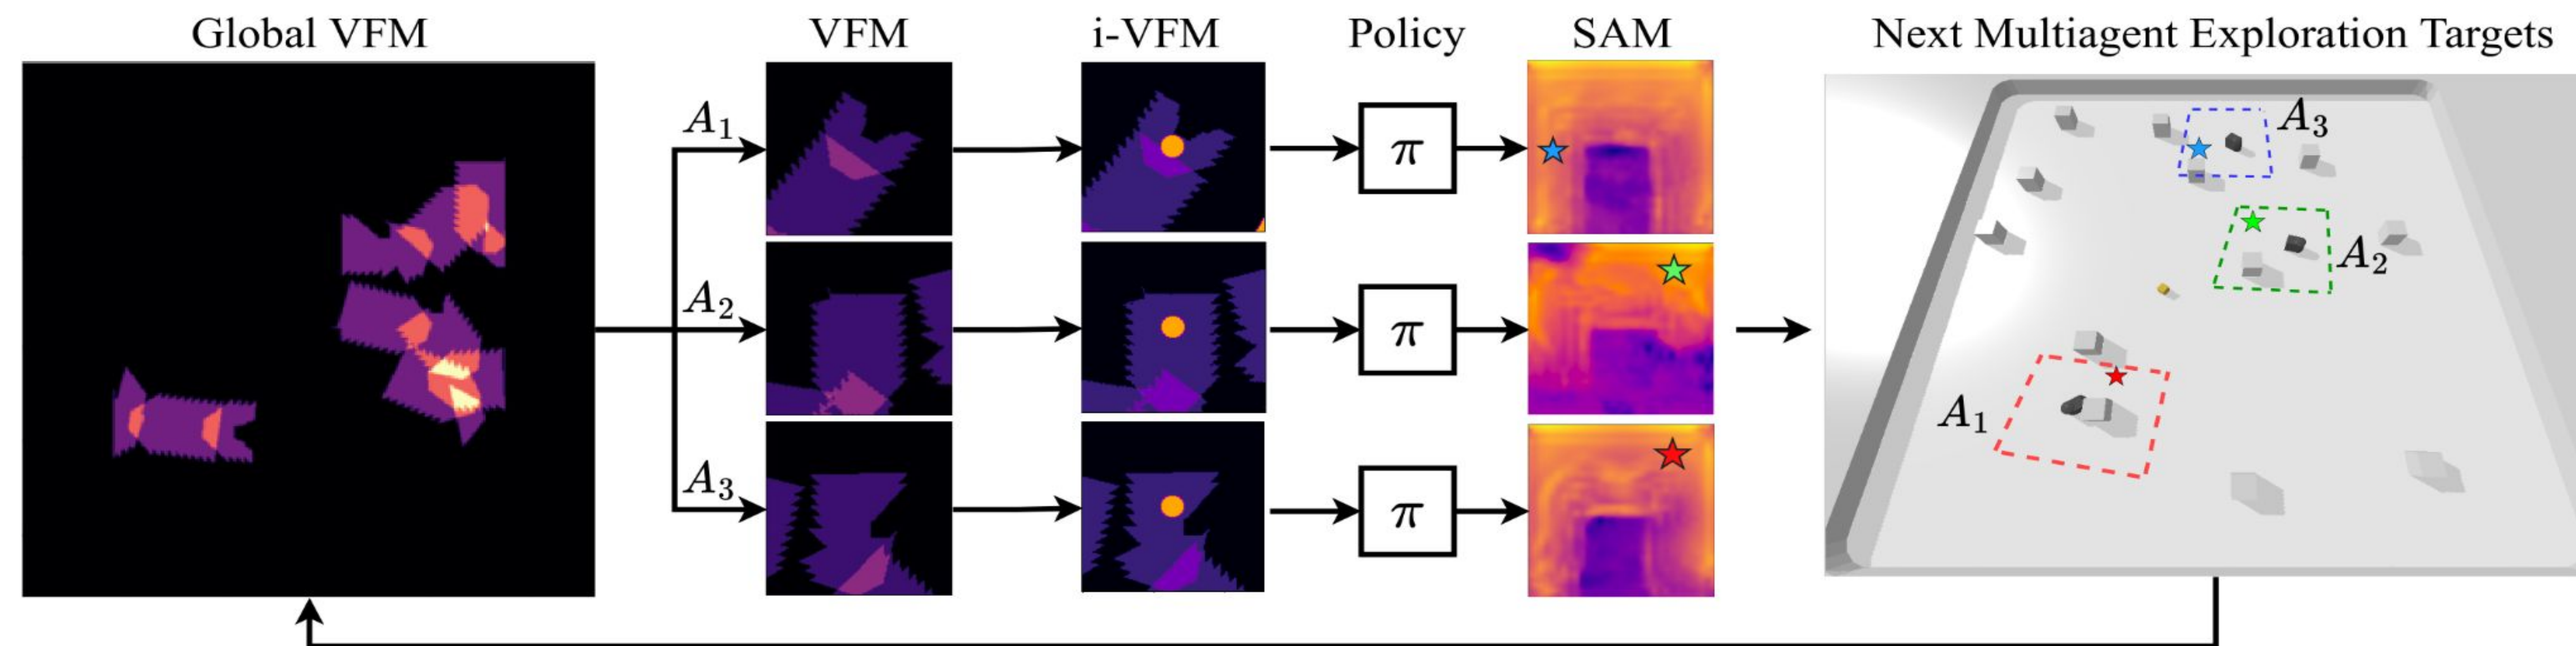 Global VFM
VFM
i-VFM
Policy
SAM
Next Multiagent Exploration Targets
A₁
π
A₂
π
A₃
π
A₃
A₂
A₁